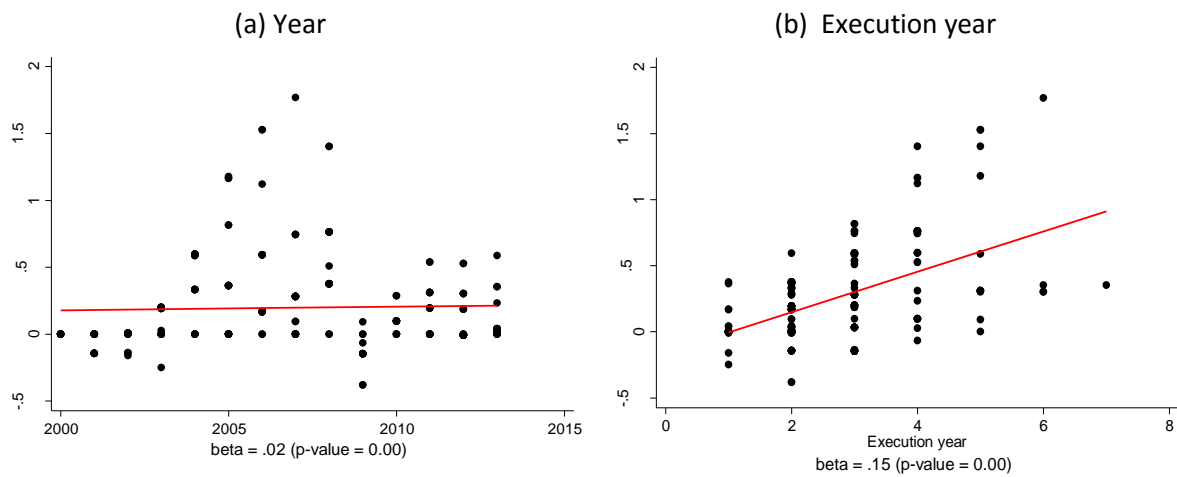 (a) Year
(b) Execution year
2
1.5
1
.5
0
-.5
2000 2005 2010 2015
beta = .02 (p-value = 0.00)
2
1.5
1
.5
0
-.5
0 2 4 6 8
Execution year
beta = .15 (p-value = 0.00)